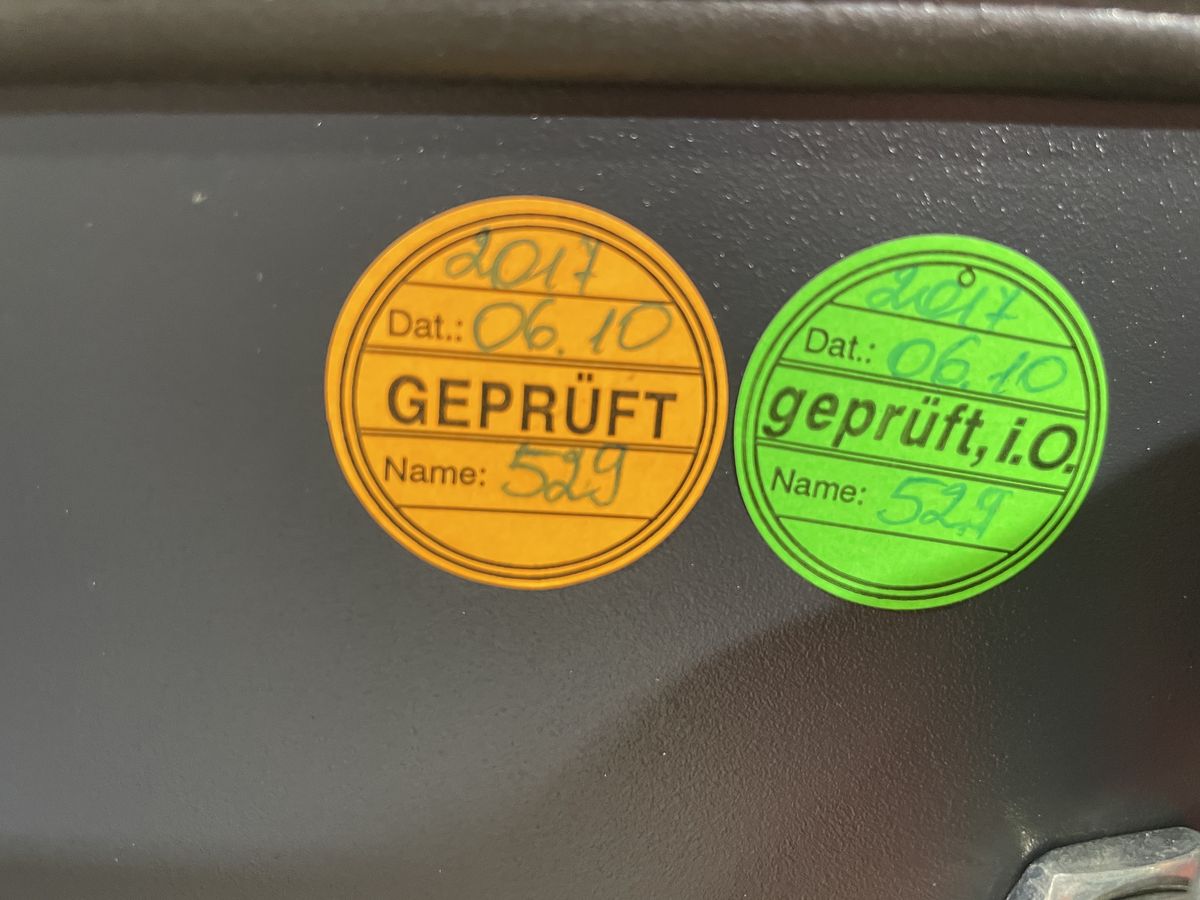 2017
Dat.: 06.10
GEPRÜFT
Name: 529
2017
Dat.: 06.10
geprüft, i.O.
Name: 529